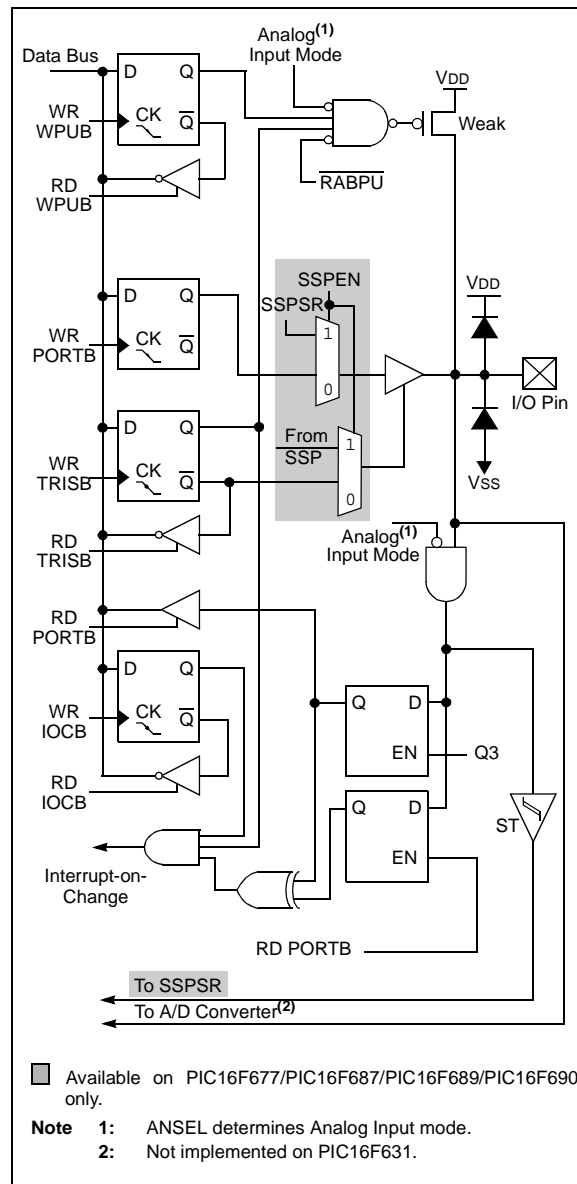 Analog(1)
Input Mode
Data Bus
D Q
VDD
WR
WPUB
CK
Q
Weak
RD
WPUB
RABPU
SSPEN
SSPSR
VDD
D Q
1
WR
PORTB
CK
Q
0
I/O Pin
D Q
From
SSP
1
WR
TRISB
CK
Q
VSS
0
Analog(1)
Input Mode
RD
TRISB
RD
PORTB
D Q
Q D
WR
IOCB
CK
Q
EN
Q3
RD
IOCB
Q D
ST
EN
Interrupt-on-
Change
RD PORTB
To SSPSR
To A/D Converter(2)
Available on PIC16F677/PIC16F687/PIC16F689/PIC16F690
only.
Note 1: ANSEL determines Analog Input mode.
2: Not implemented on PIC16F631.